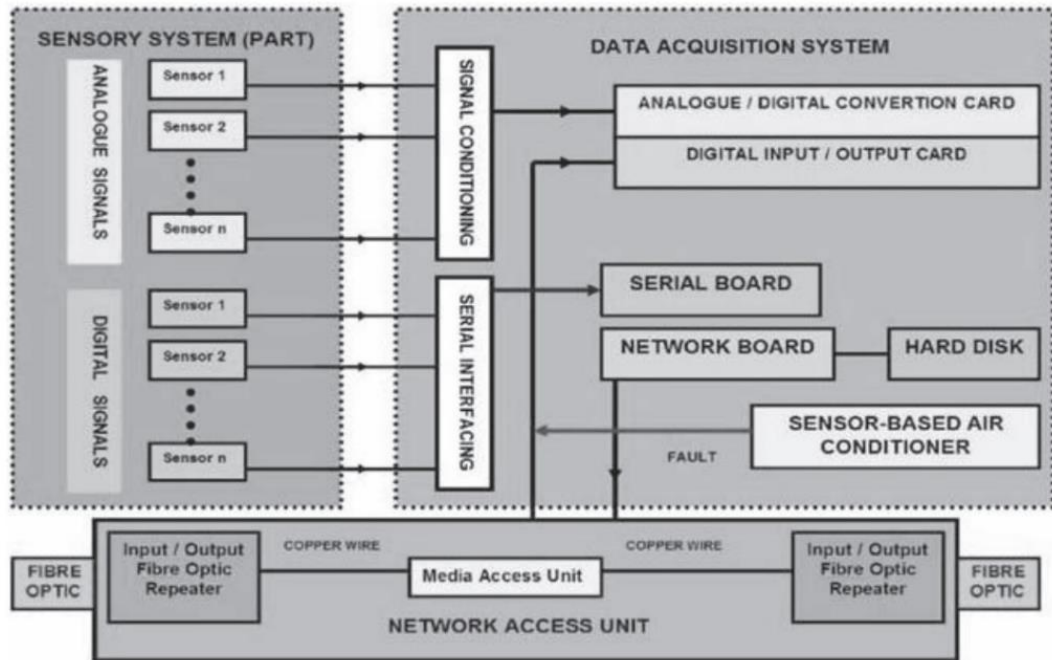 SENSORY SYSTEM (PART)
ANALOGUE SIGNALS
Sensor 1
Sensor 2
Sensor n
DIGITAL SIGNALS
Sensor 1
Sensor 2
Sensor n
DATA ACQUISITION SYSTEM
SIGNAL CONDITIONING
SERIAL INTERFACING
ANALOGUE / DIGITAL CONVERTION CARD
DIGITAL INPUT / OUTPUT CARD
SERIAL BOARD
NETWORK BOARD
HARD DISK
SENSOR-BASED AIR
CONDITIONER
FAULT
FIBRE
OPTIC
Input / Output
Fibre Optic
Repeater
COPPER WIRE
Media Access Unit
COPPER WIRE
Input / Output
Fibre Optic
Repeater
FIBRE
OPTIC
NETWORK ACCESS UNIT